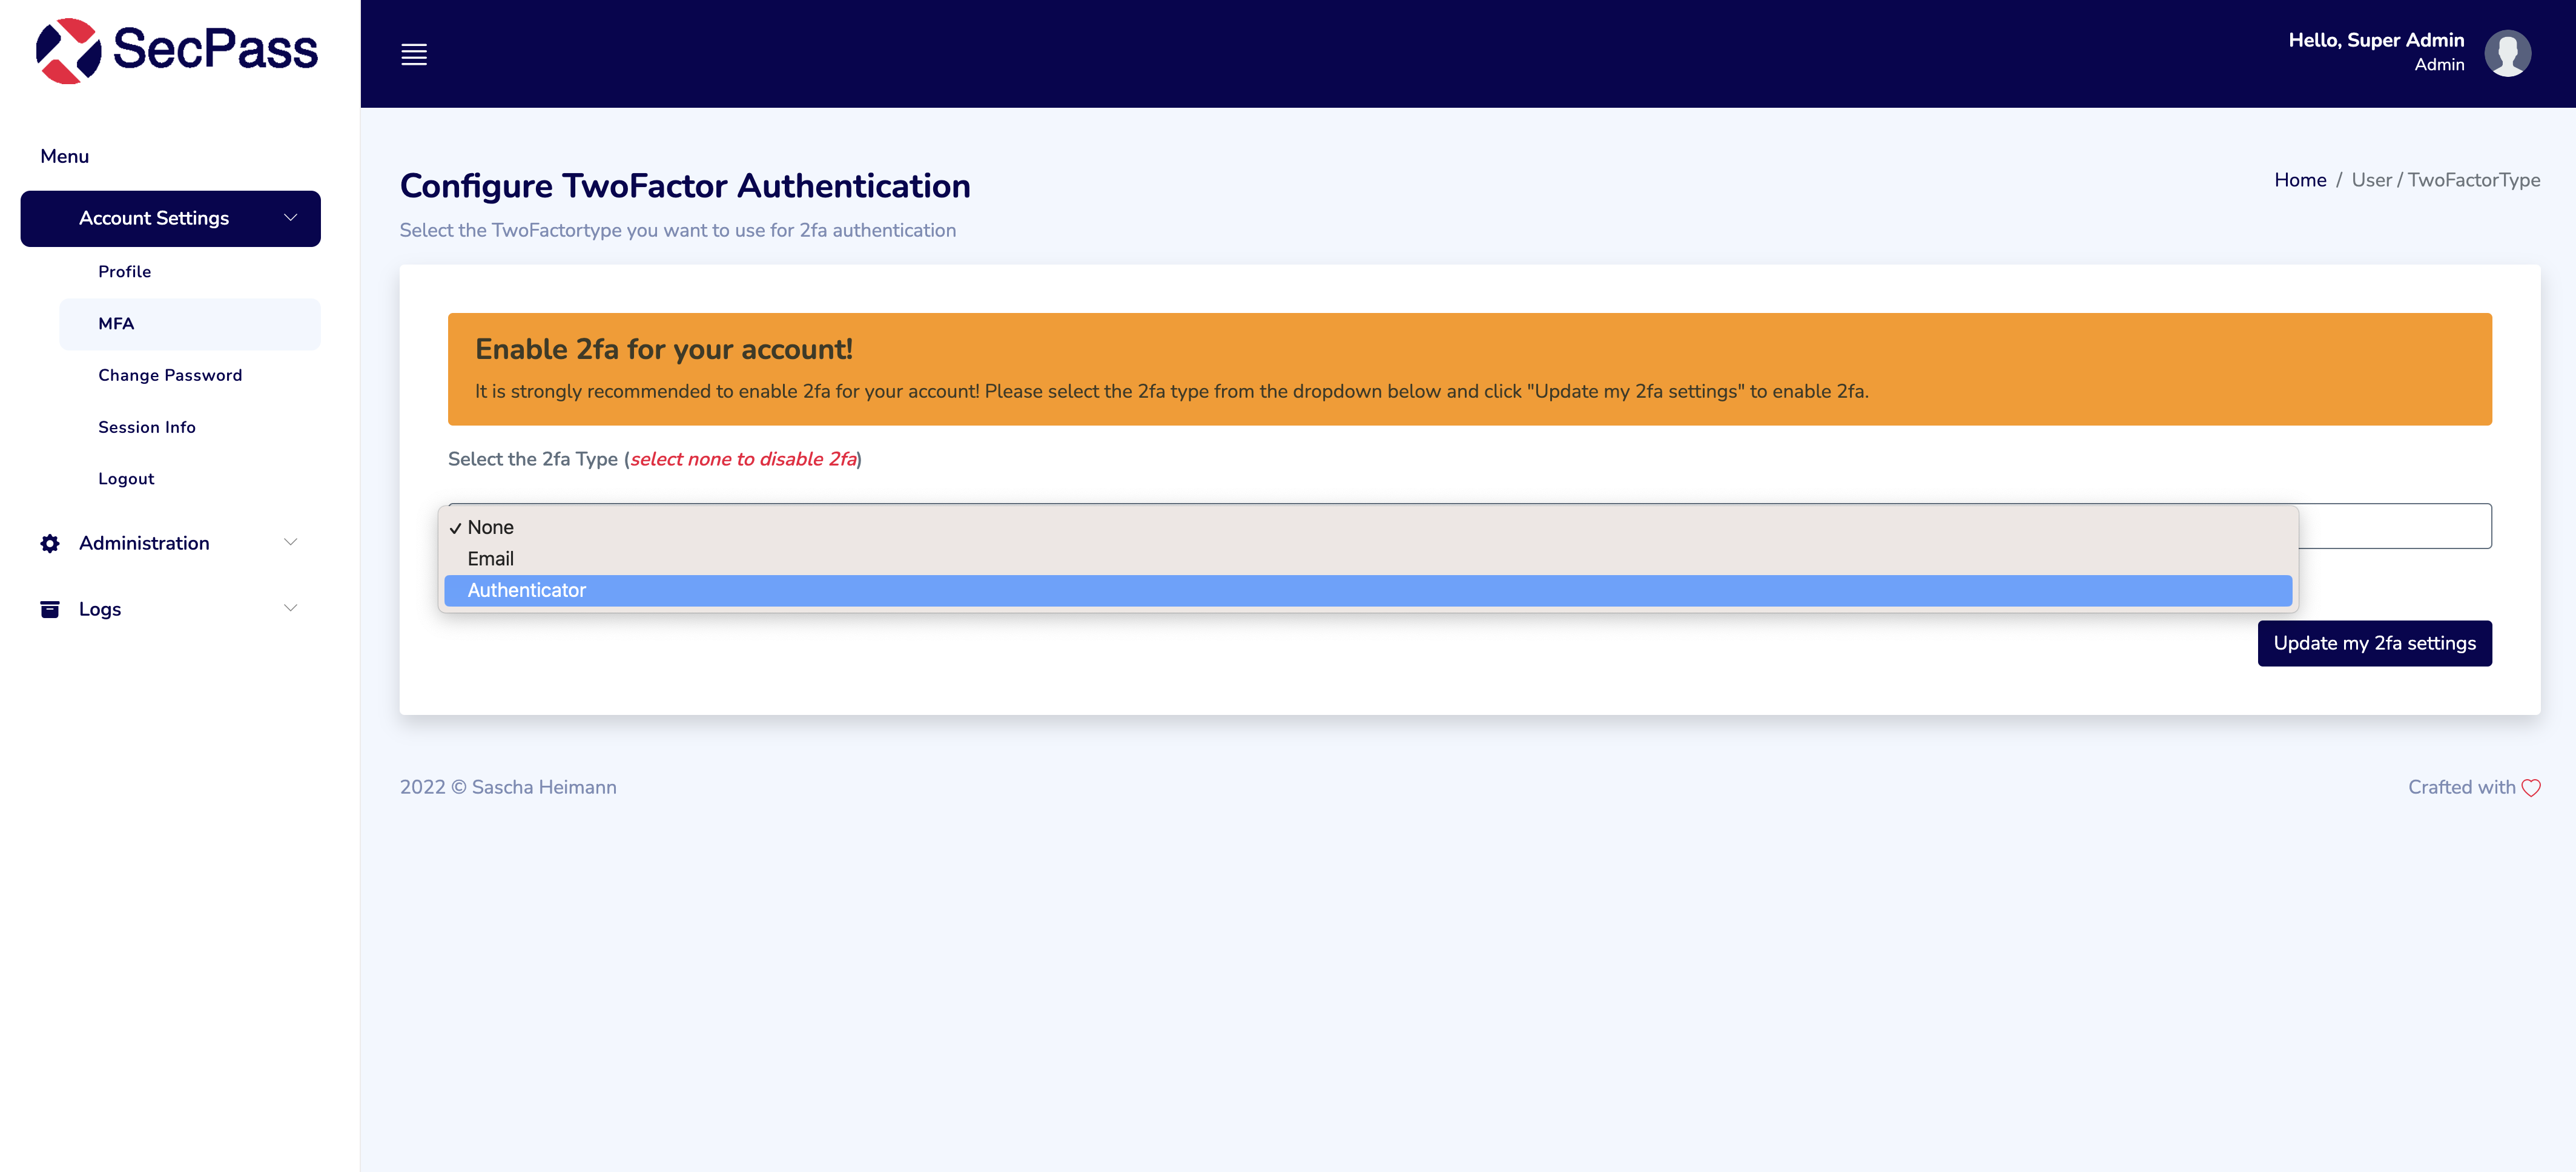 SecPass
Hello, Super Admin
Admin
Menu
Account Settings
Profile
MFA
Change Password
Session Info
Logout
Administration
Logs
Configure TwoFactor Authentication
Home / User / TwoFactorType
Select the TwoFactortype you want to use for 2fa authentication
Enable 2fa for your account!
It is strongly recommended to enable 2fa for your account! Please select the 2fa type from the dropdown below and click "Update my 2fa settings" to enable 2fa.
Select the 2fa Type (select none to disable 2fa)
✓ None
Email
Authenticator
Update my 2fa settings
2022 © Sascha Heimann
Crafted with